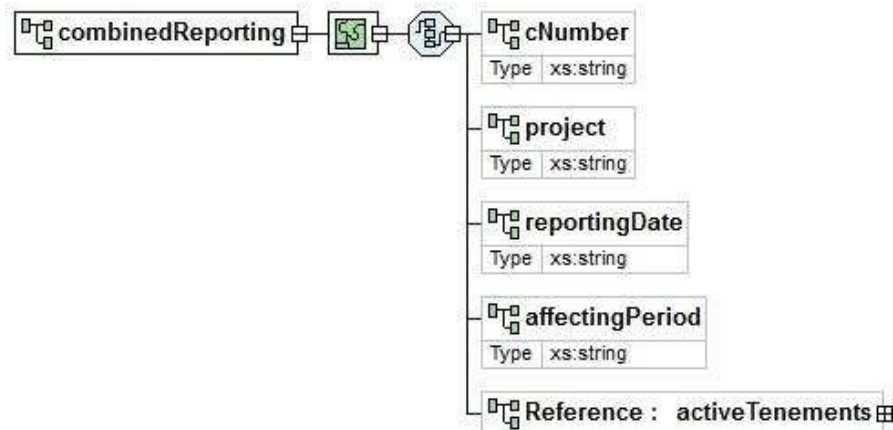 combinedReporting
cNumber
Type xs:string
project
Type xs:string
reportingDate
Type xs:string
affectingPeriod
Type xs:string
Reference : activeTenements